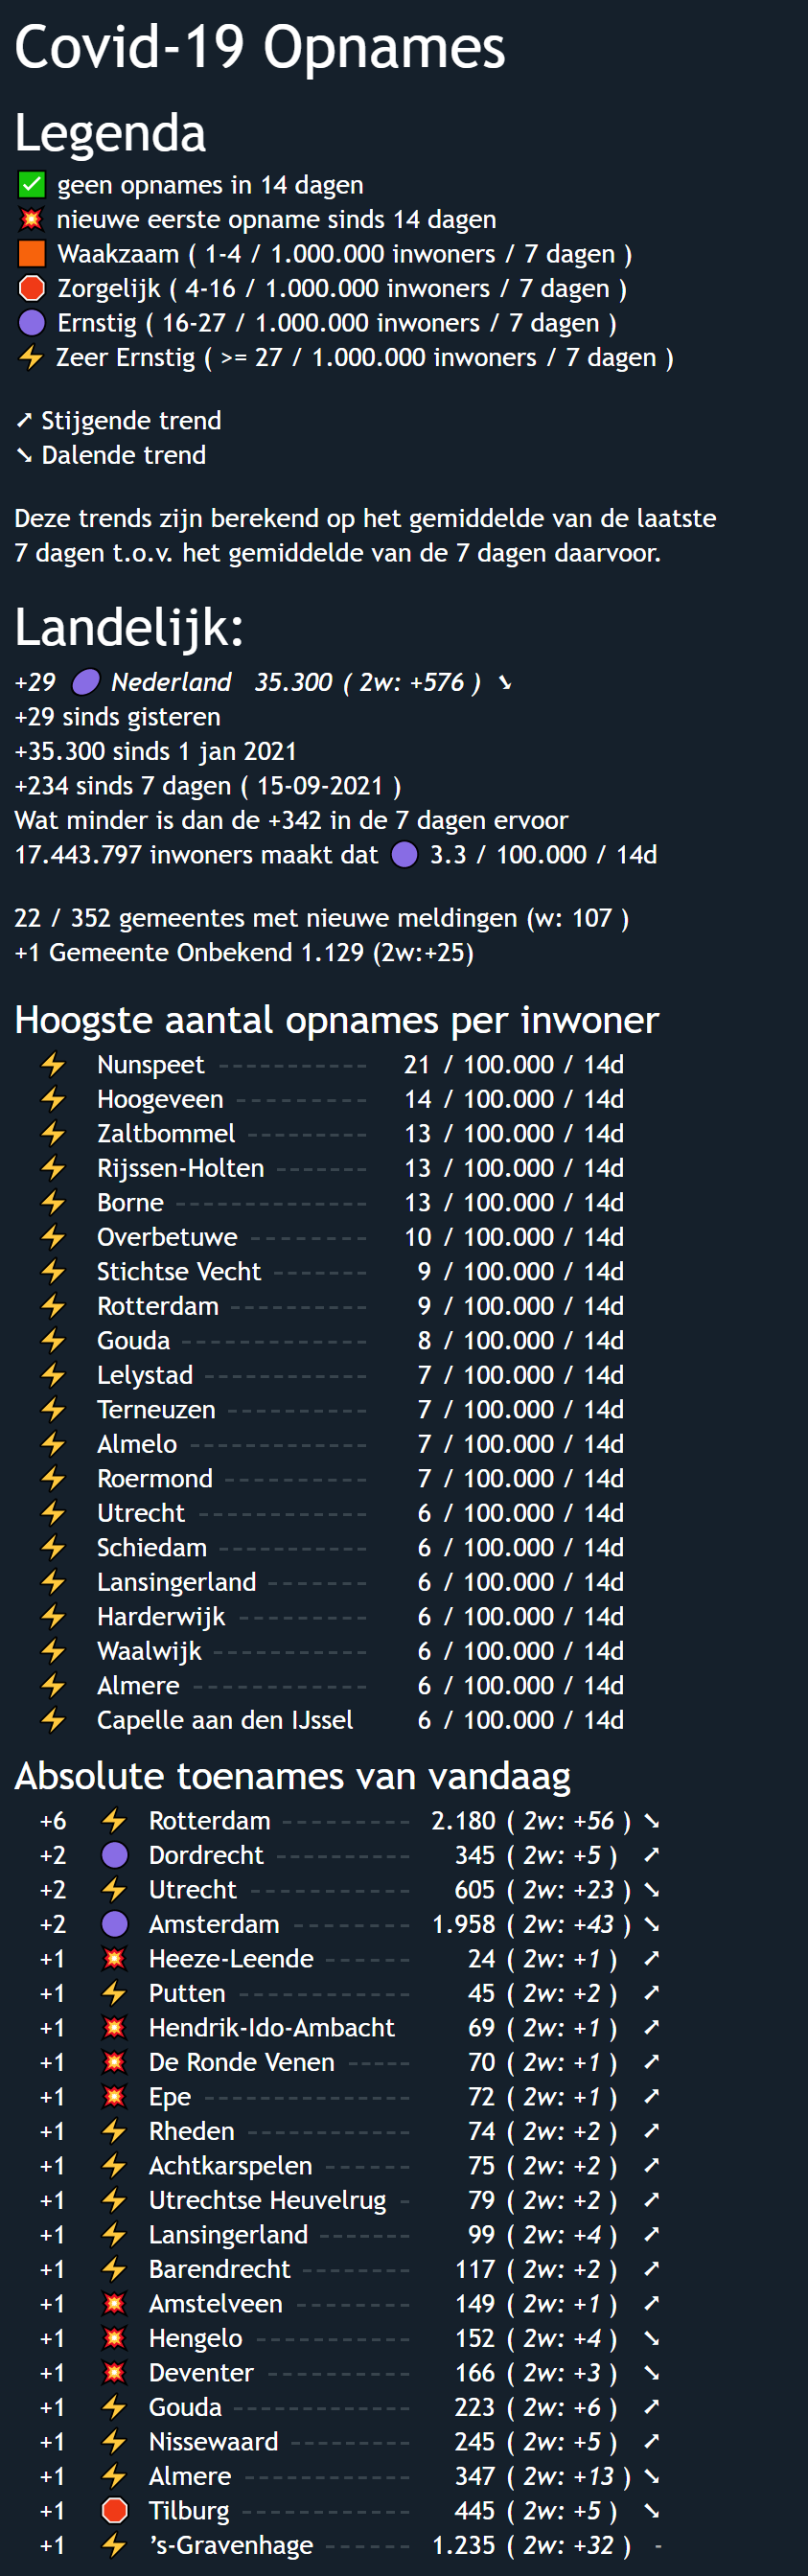 Covid-19 Opnames
Legenda
✅ geen opnames in 14 dagen
💥 nieuwe eerste opname sinds 14 dagen
🟧 Waakzaam ( 1-4 / 1.000.000 inwoners / 7 dagen )
🛑 Zorgelijk ( 4-16 / 1.000.000 inwoners / 7 dagen )
🟣 Ernstig ( 16-27 / 1.000.000 inwoners / 7 dagen )
⚡ Zeer Ernstig ( >= 27 / 1.000.000 inwoners / 7 dagen )
➚ Stijgende trend
➘ Dalende trend
Deze trends zijn berekend op het gemiddelde van de laatste
7 dagen t.o.v. het gemiddelde van de 7 dagen daarvoor.
Landelijk:
+29 🟣 Nederland 35.300 ( 2w: +576 ) ➘
+29 sinds gisteren
+35.300 sinds 1 jan 2021
+234 sinds 7 dagen ( 15-09-2021 )
Wat minder is dan de +342 in de 7 dagen ervoor
17.443.797 inwoners maakt dat 🟣 3.3 / 100.000 / 14d
22 / 352 gemeentes met nieuwe meldingen (w: 107 )
+1 Gemeente Onbekend 1.129 (2w:+25)
Hoogste aantal opnames per inwoner
⚡ Nunspeet ----------- 21 / 100.000 / 14d
⚡ Hoogeveen --------- 14 / 100.000 / 14d
⚡ Zaltbommel -------- 13 / 100.000 / 14d
⚡ Rijssen-Holten ------ 13 / 100.000 / 14d
⚡ Borne -------------- 13 / 100.000 / 14d
⚡ Overbetuwe -------- 10 / 100.000 / 14d
⚡ Stichtse Vecht ------ 9 / 100.000 / 14d
⚡ Rotterdam --------- 9 / 100.000 / 14d
⚡ Gouda ------------- 8 / 100.000 / 14d
⚡ Lelystad ----------- 7 / 100.000 / 14d
⚡ Terneuzen --------- 7 / 100.000 / 14d
⚡ Almelo ------------ 7 / 100.000 / 14d
⚡ Roermond --------- 7 / 100.000 / 14d
⚡ Utrecht ------------ 6 / 100.000 / 14d
⚡ Schiedam ---------- 6 / 100.000 / 14d
⚡ Lansingerland ------ 6 / 100.000 / 14d
⚡ Harderwijk --------- 6 / 100.000 / 14d
⚡ Waalwijk ---------- 6 / 100.000 / 14d
⚡ Almere ------------ 6 / 100.000 / 14d
⚡ Capelle aan den IJssel 6 / 100.000 / 14d
Absolute toenames van vandaag
+6 ⚡ Rotterdam --------- 2.180 ( 2w: +56 ) ➘
+2 🟣 Dordrecht --------- 345 ( 2w: +5 ) ➚
+2 ⚡ Utrecht ----------- 605 ( 2w: +23 ) ➘
+2 🟣 Amsterdam -------- 1.958 ( 2w: +43 ) ➘
+1 💥 Heeze-Leende ------ 24 ( 2w: +1 ) ➚
+1 ⚡ Putten ------------ 45 ( 2w: +2 ) ➚
+1 💥 Hendrik-Ido-Ambacht 69 ( 2w: +1 ) ➚
+1 💥 De Ronde Venen ----- 70 ( 2w: +1 ) ➚
+1 💥 Epe --------------- 72 ( 2w: +1 ) ➚
+1 ⚡ Rheden ----------- 74 ( 2w: +2 ) ➚
+1 ⚡ Achtkarspelen ------ 75 ( 2w: +2 ) ➚
+1 ⚡ Utrechtse Heuvelrug - 79 ( 2w: +2 ) ➚
+1 ⚡ Lansingerland ------ 99 ( 2w: +4 ) ➚
+1 ⚡ Barendrecht -------- 117 ( 2w: +2 ) ➚
+1 💥 Amstelveen -------- 149 ( 2w: +1 ) ➚
+1 💥 Hengelo ----------- 152 ( 2w: +4 ) ➘
+1 💥 Deventer ---------- 166 ( 2w: +3 ) ➘
+1 ⚡ Gouda ------------ 223 ( 2w: +6 ) ➚
+1 ⚡ Nissewaard -------- 245 ( 2w: +5 ) ➚
+1 ⚡ Almere ------------ 347 ( 2w: +13 ) ➘
+1 🛑 Tilburg ------------ 445 ( 2w: +5 ) ➘
+1 ⚡ ’s-Gravenhage ------ 1.235 ( 2w: +32 ) -